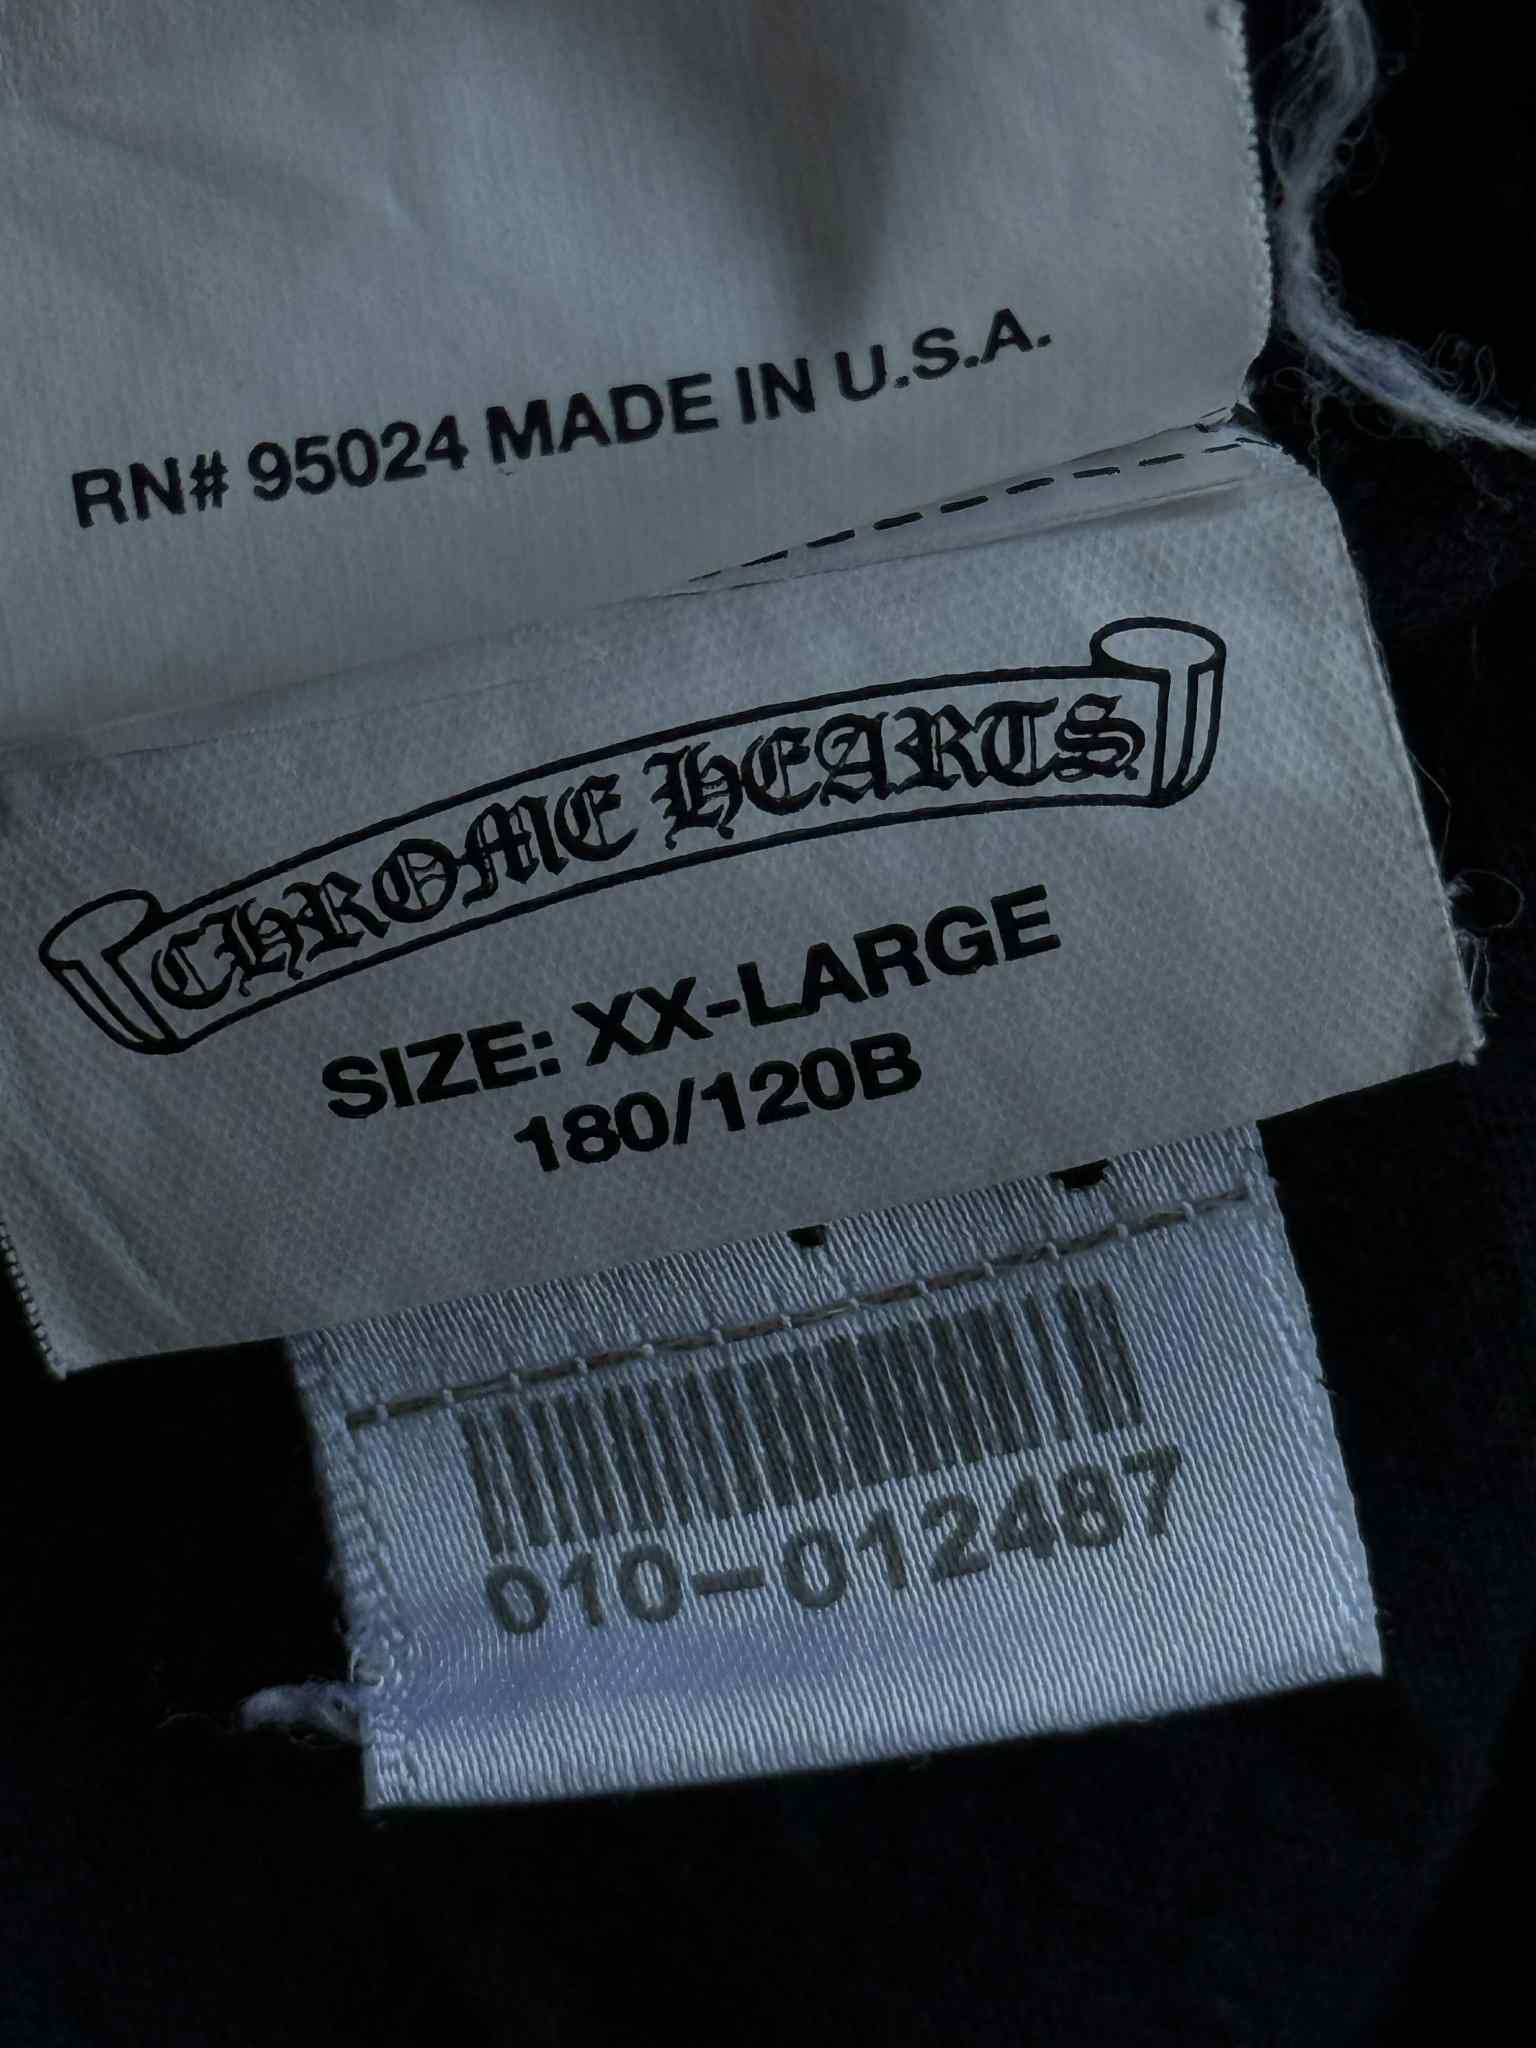 RN# 95024 MADE IN U.S.A.
CHROME HEARTS
SIZE: XX-LARGE
180/120B
010-012487